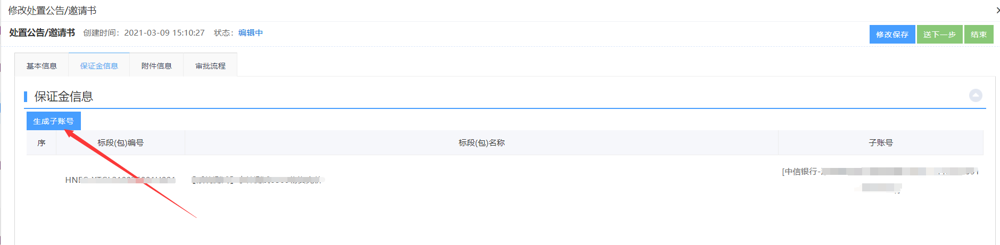 修改处置公告/邀请书
处置公告/邀请书 创建时间：2021-03-09 15:10:27 状态：编辑中 修改保存 送下一步 结束
基本信息 保证金信息 附件信息 审批流程
保证金信息
生成子账号
序 标段(包)编号 标段(包)名称 子账号
[中信银行-